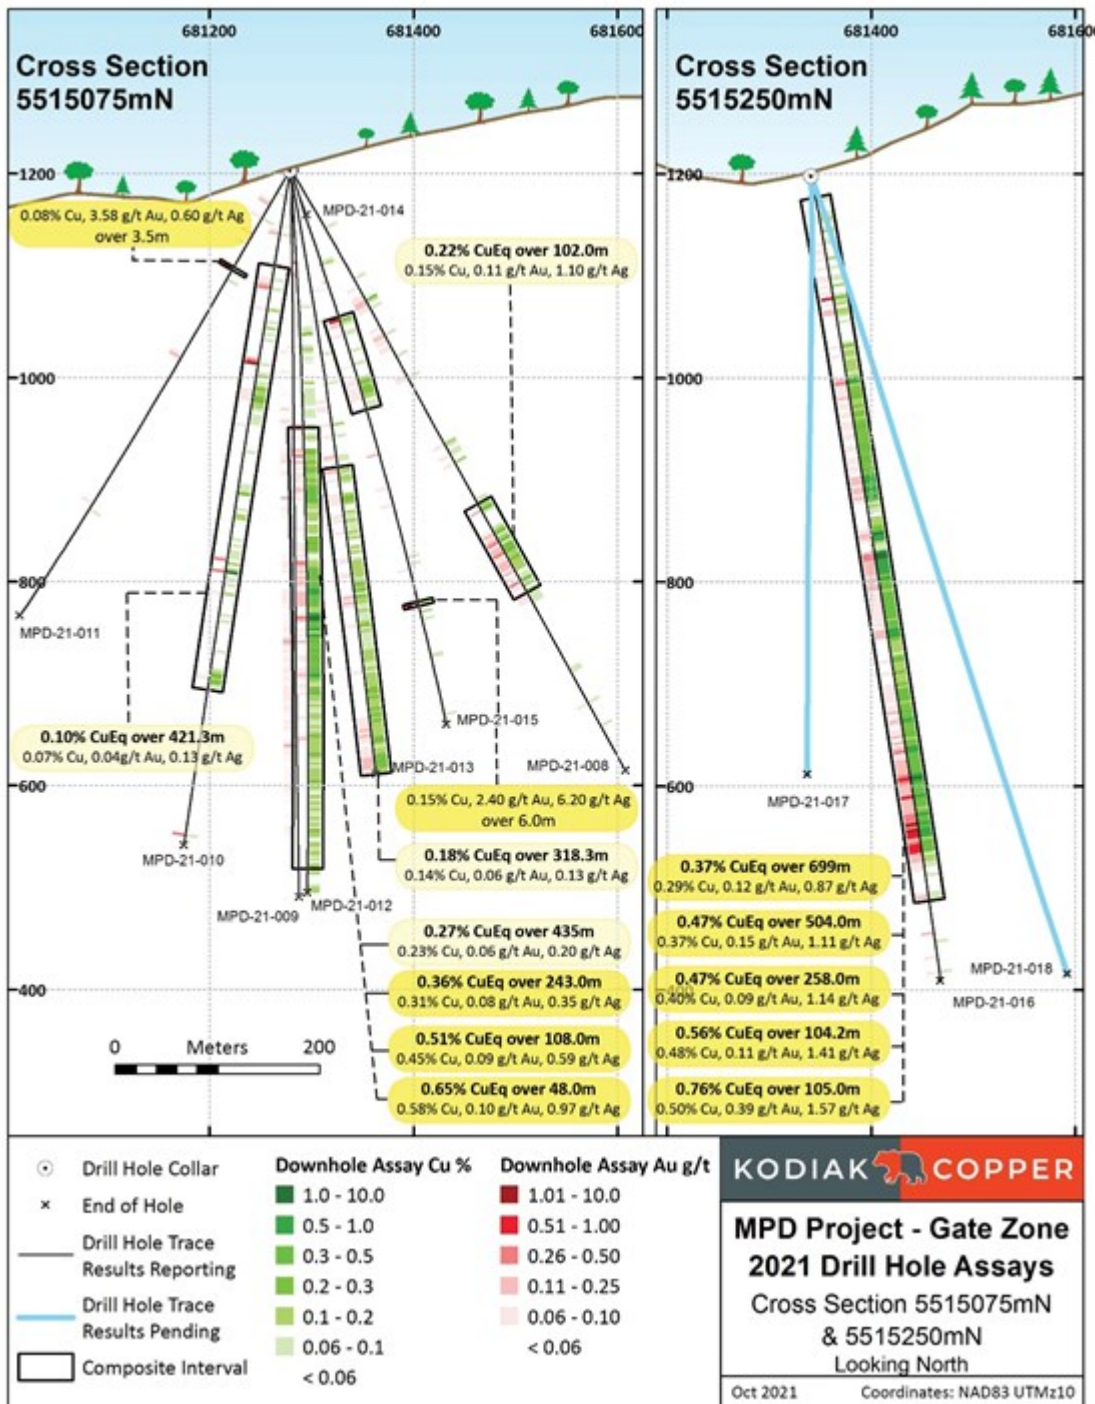 681200
681400
681600
Cross Section
5515075mN
1200
1000
800
600
400
MPD-21-014
0.08% Cu, 3.58 g/t Au, 0.60 g/t Ag
over 3.5m
0.22% CuEq over 102.0m
0.15% Cu, 0.11 g/t Au, 1.10 g/t Ag
MPD-21-011
0.10% CuEq over 421.3m
0.07% Cu, 0.04g/t Au, 0.13 g/t Ag
MPD-21-015
MPD-21-013
MPD-21-008
0.15% Cu, 2.40 g/t Au, 6.20 g/t Ag
over 6.0m
MPD-21-010
MPD-21-012
MPD-21-009
0.18% CuEq over 318.3m
0.14% Cu, 0.06 g/t Au, 0.13 g/t Ag
0.27% CuEq over 435m
0.23% Cu, 0.06 g/t Au, 0.20 g/t Ag
0.36% CuEq over 243.0m
0.31% Cu, 0.08 g/t Au, 0.35 g/t Ag
0.51% CuEq over 108.0m
0.45% Cu, 0.09 g/t Au, 0.59 g/t Ag
0.65% CuEq over 48.0m
0.58% Cu, 0.10 g/t Au, 0.97 g/t Ag
0 Meters 200
681400
681600
Cross Section
5515250mN
1200
1000
800
600
400
MPD-21-017
0.37% CuEq over 699m
0.29% Cu, 0.12 g/t Au, 0.87 g/t Ag
0.47% CuEq over 504.0m
0.37% Cu, 0.15 g/t Au, 1.11 g/t Ag
0.47% CuEq over 258.0m
0.40% Cu, 0.09 g/t Au, 1.14 g/t Ag
0.56% CuEq over 104.2m
0.48% Cu, 0.11 g/t Au, 1.41 g/t Ag
0.76% CuEq over 105.0m
0.50% Cu, 0.39 g/t Au, 1.57 g/t Ag
MPD-21-018
MPD-21-016
Drill Hole Collar
End of Hole
Drill Hole Trace
Results Reporting
Drill Hole Trace
Results Pending
Composite Interval
Downhole Assay Cu %
1.0 - 10.0
0.5 - 1.0
0.3 - 0.5
0.2 - 0.3
0.1 - 0.2
0.06 - 0.1
< 0.06
Downhole Assay Au g/t
1.01 - 10.0
0.51 - 1.00
0.26 - 0.50
0.11 - 0.25
0.06 - 0.10
< 0.06
KODIAK COPPER
MPD Project - Gate Zone
2021 Drill Hole Assays
Cross Section 5515075mN
& 5515250mN
Looking North
Oct 2021 Coordinates: NAD83 UTMz10